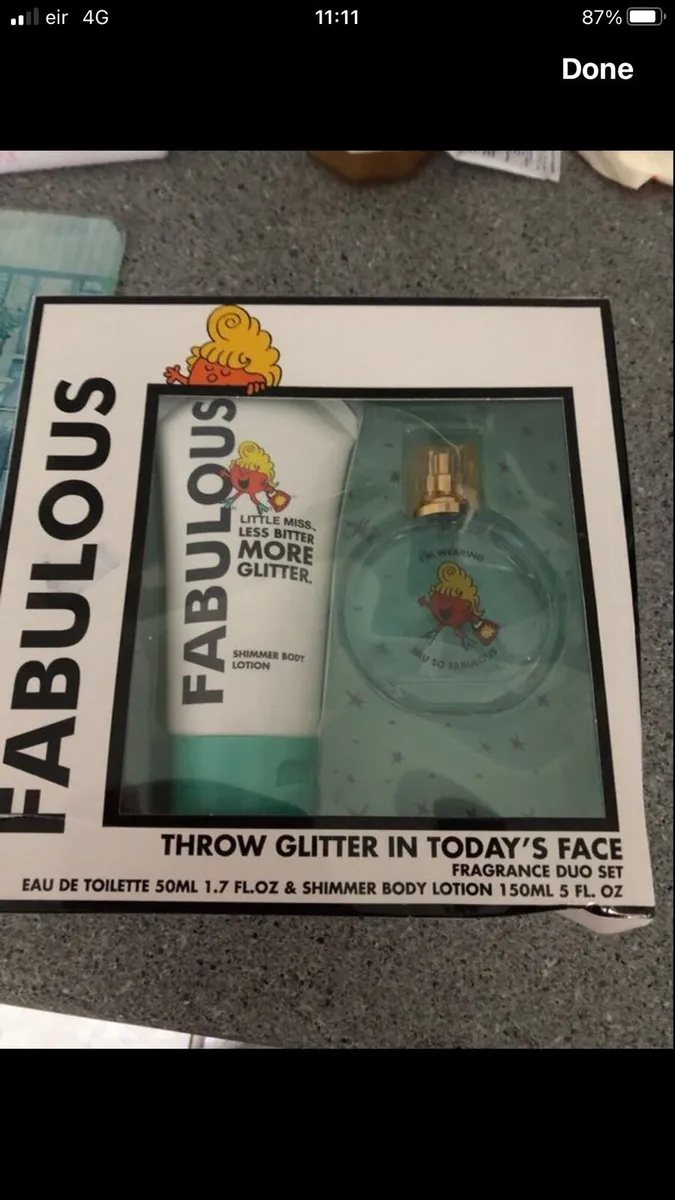 eir 4G
11:11
87%
Done
FABULOUS
FABULOUS
LITTLE MISS.
LESS BITTER
MORE
GLITTER.
SHIMMER BODY
LOTION
I'M WEARING
EAU SO FABULOUS
THROW GLITTER IN TODAY'S FACE
FRAGRANCE DUO SET
EAU DE TOILETTE 50ML 1.7 FL.OZ & SHIMMER BODY LOTION 150ML 5 FL. OZ